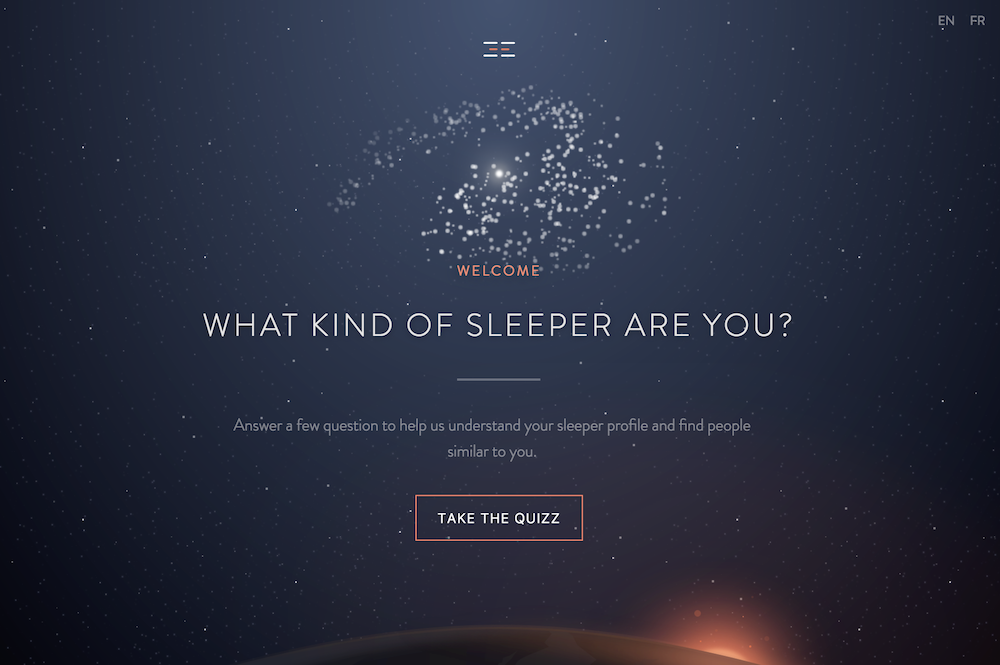 EN FR
WELCOME
WHAT KIND OF SLEEPER ARE YOU?
Answer a few question to help us understand your sleeper profile and find people
similar to you.
TAKE THE QUIZZ